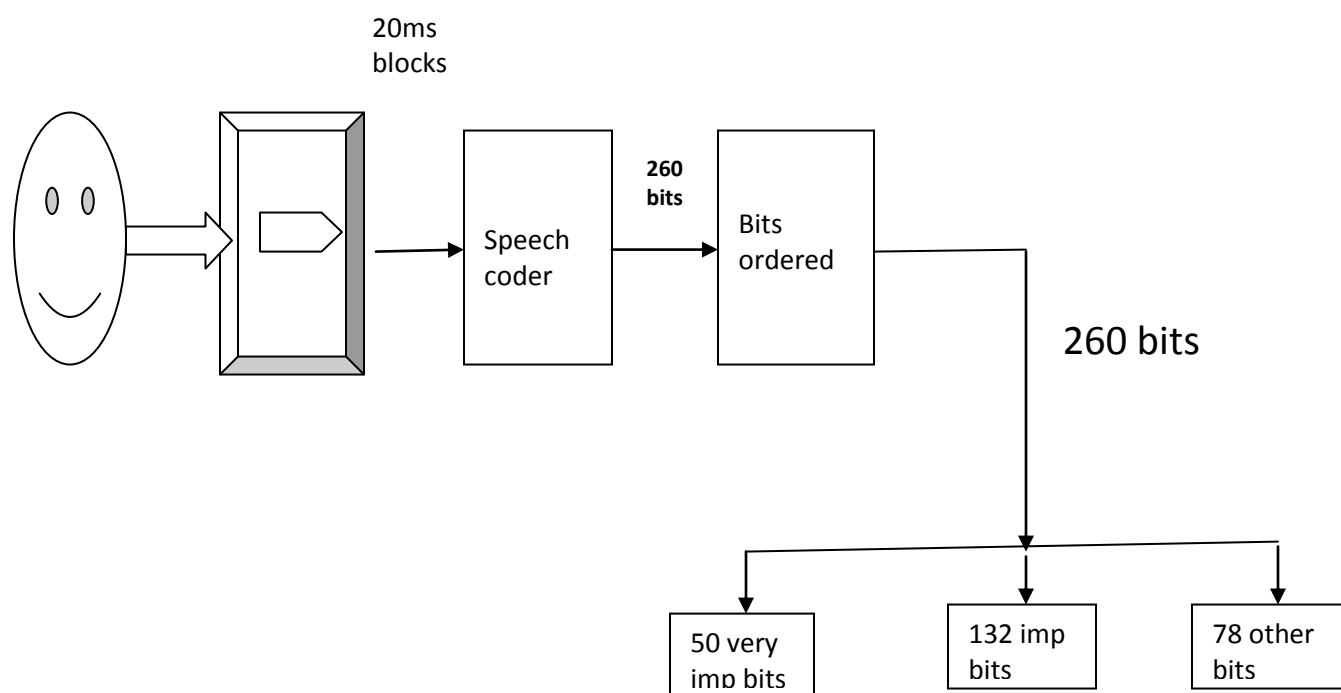 20ms
blocks
Speech
coder
260
bits
Bits
ordered
260 bits
50 very
imp bits
132 imp
bits
78 other
bits